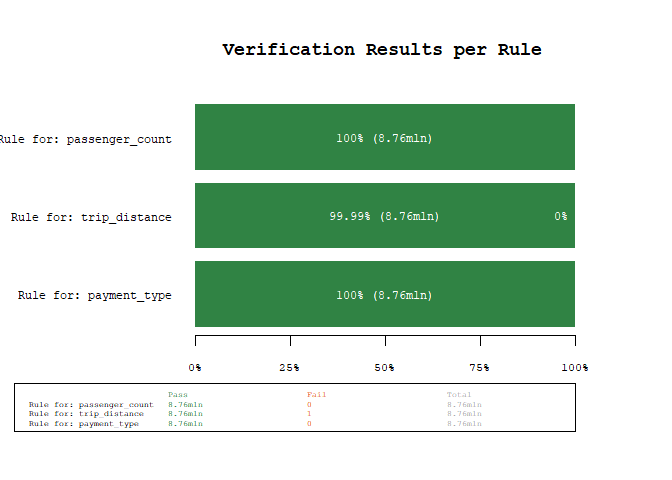 Verification Results per Rule
Rule for: passenger_count
100% (8.76mln)
Rule for: trip_distance
99.99% (8.76mln) 0%
Rule for: payment_type
100% (8.76mln)
0% 25% 50% 75% 100%
Pass Fail Total
Rule for: passenger_count 8.76mln 0 8.76mln
Rule for: trip_distance 8.76mln 1 8.76mln
Rule for: payment_type 8.76mln 0 8.76mln